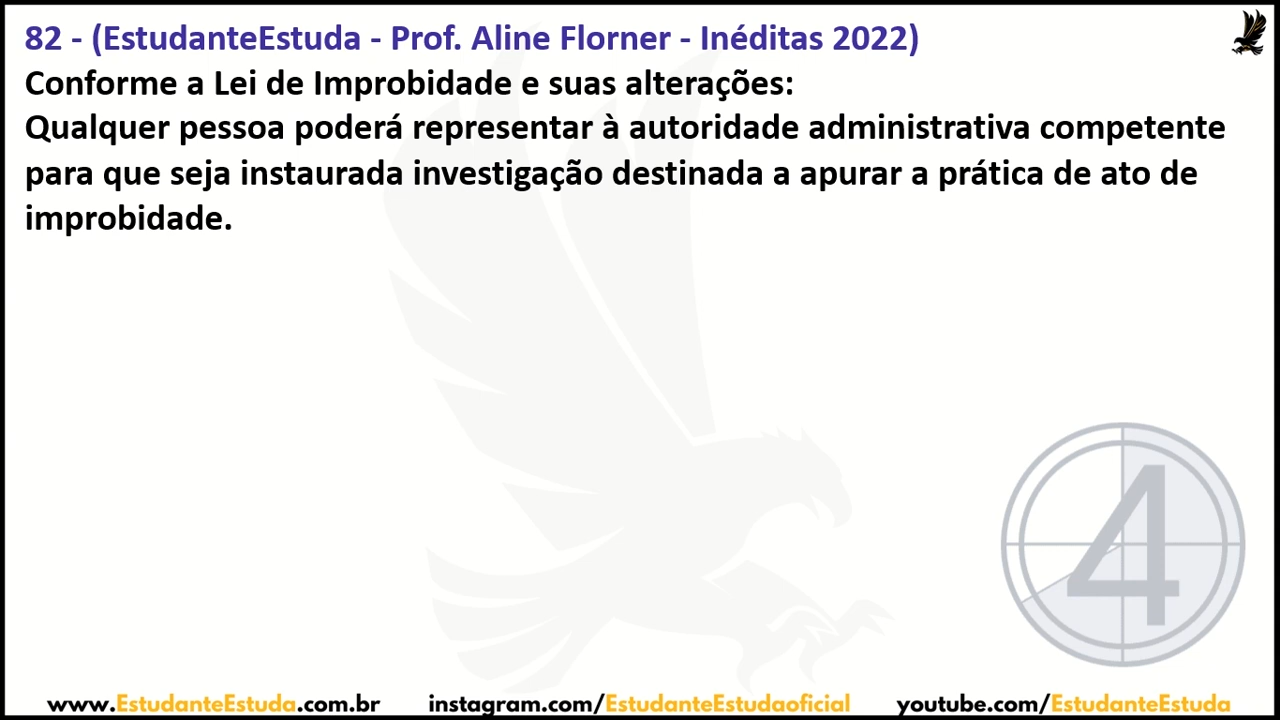 82 - (EstudanteEstuda - Prof. Aline Florner - Inéditas 2022)
Conforme a Lei de Improbidade e suas alterações:
Qualquer pessoa poderá representar à autoridade administrativa competente
para que seja instaurada investigação destinada a apurar a prática de ato de
improbidade.
4
www.EstudanteEstuda.com.br instagram.com/EstudanteEstudaoficial youtube.com/EstudanteEstuda